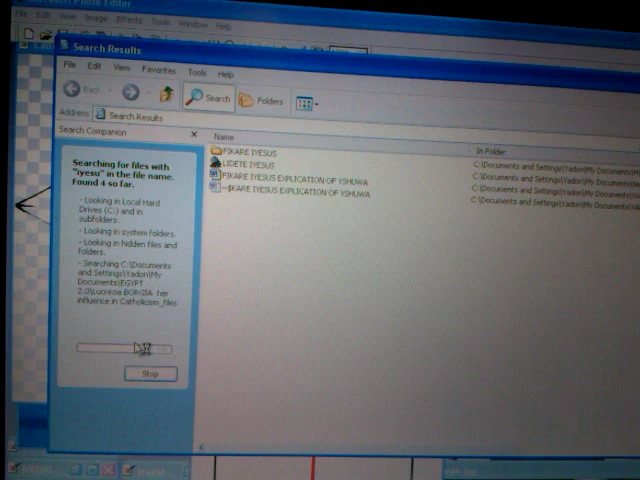 Photo Editor
File Edit View Image Effects Tools Window Help
Search Results
File Edit View Favorites Tools Help
Back Search Folders
Address Search Results
Search Companion
Name In Folder
Searching for files with
"iyesu" in the file name.
Found 4 so far.
- Looking in Local Hard
Drives (C:) and in
subfolders.
- Looking in system folders.
- Looking in hidden files and
folders.
- Searching C:\Documents
and Settings\Yadon\My
Documents\EGYPT
2.0\Lucrezia BORGIA her
influence in Catholicism_files
Stop
FIKARE IYESUS C:\Documents and Settings\Yadon\My Documents\
LIDETE IYESUS C:\Documents and Settings\Yadon\My Documents\
FIKARE IYESUS EXPLICATION OF YSHUWA C:\Documents and Settings\Yadon\My Documents\
~$KARE IYESUS EXPLICATION OF YSHUWA C:\Documents and Settings\Yadon\My Documents\